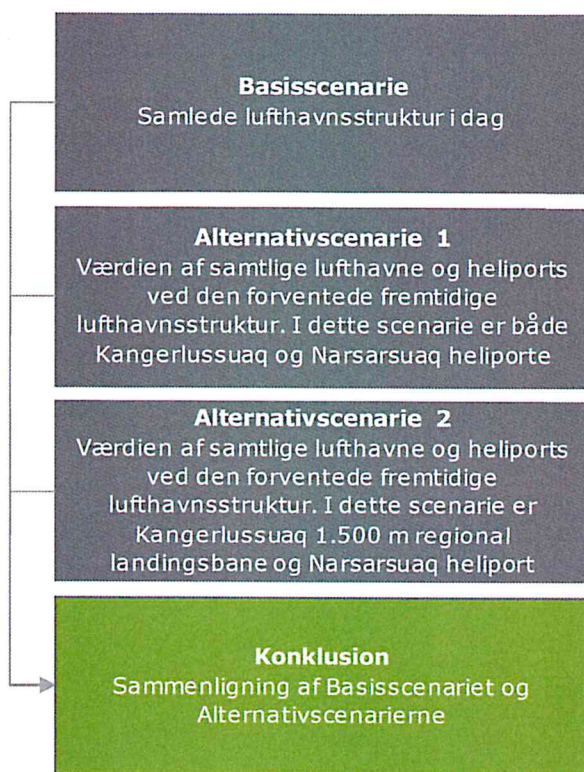 Basisscenarie
Samlede lufthavnsstruktur i dag
Alternativscenarie 1
Værdien af samtlige lufthavne og heliports
ved den forventede fremtidige
lufthavnsstruktur. I dette scenarie er både
Kangerlussuaq og Narsarsuaq heliporte
Alternativscenarie 2
Værdien af samtlige lufthavne og heliports
ved den forventede fremtidige
lufthavnsstruktur. I dette scenarie er
Kangerlussuaq 1.500 m regional
landingsbane og Narsarsuaq heliport
Konklusion
Sammenligning af Basisscenariet og
Alternativscenarierne